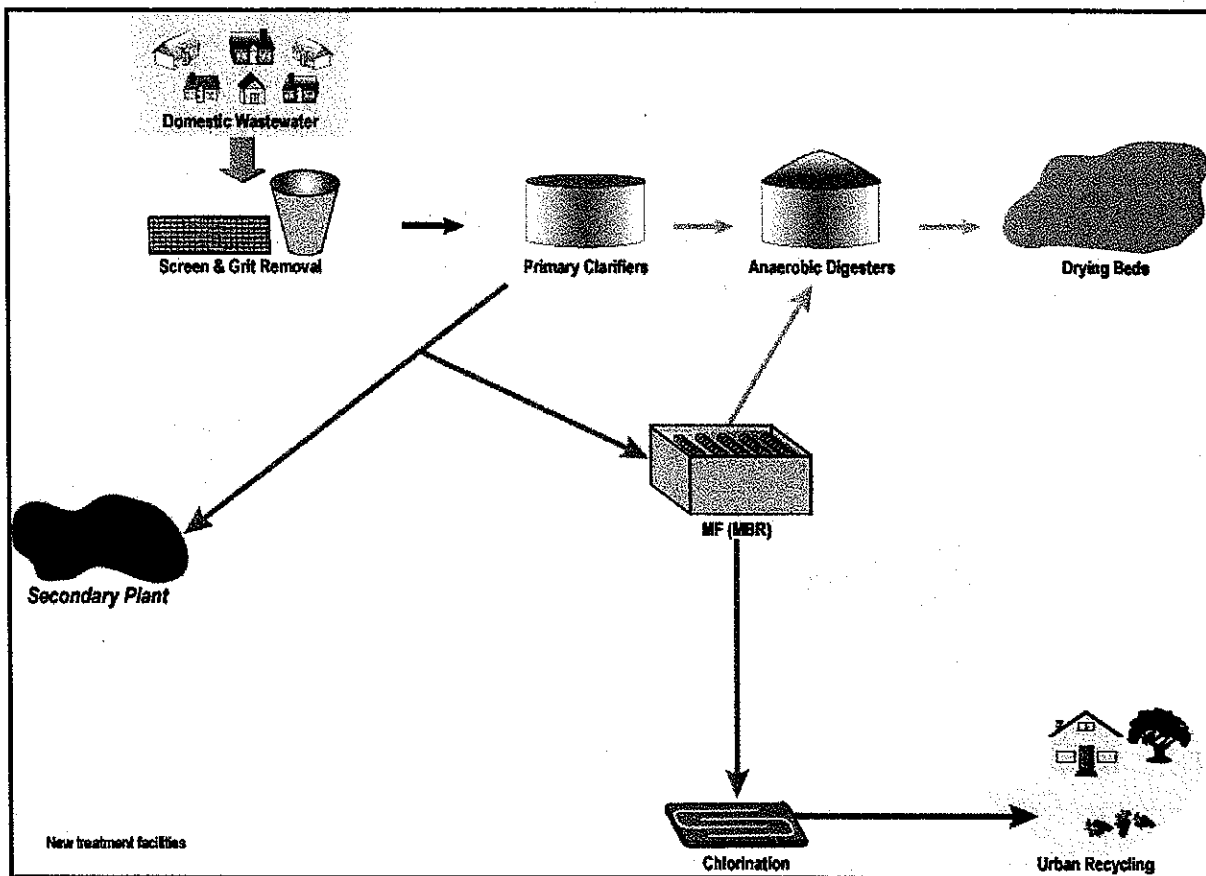 Domestic Wastewater
Screen & Grit Removal
Primary Clarifiers
Anaerobic Digesters
Drying Beds
MF (MBR)
Secondary Plant
New treatment facilities
Chlorination
Urban Recycling